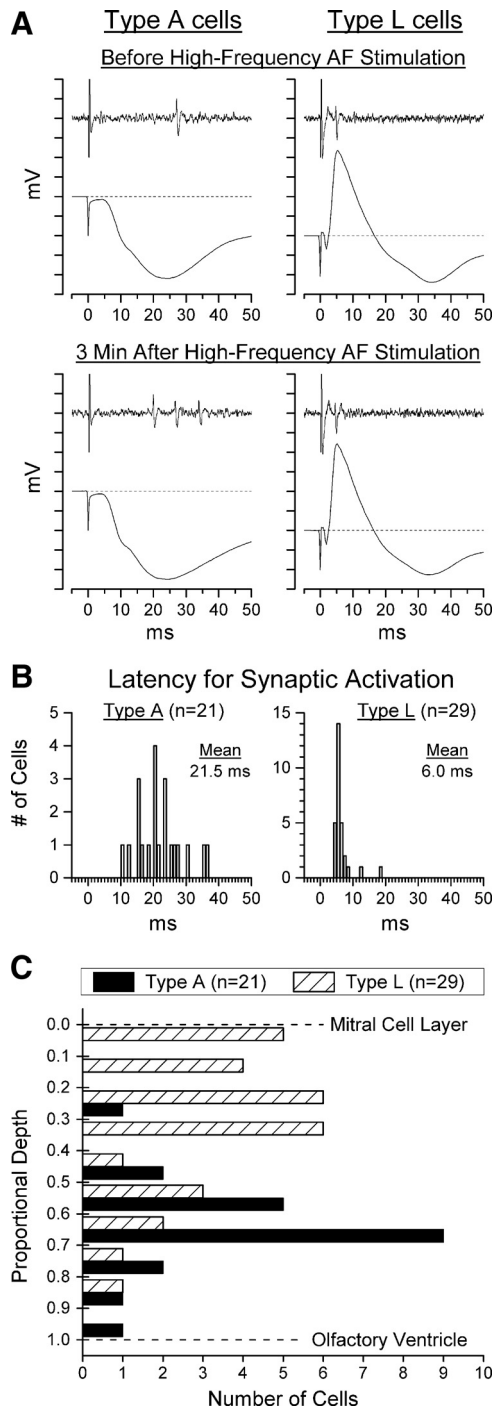 A
Type A cells Type L cells
Before High-Frequency AF Stimulation
mV
0 10 20 30 40 50 0 10 20 30 40 50
3 Min After High-Frequency AF Stimulation
mV
0 10 20 30 40 50 0 10 20 30 40 50
ms ms
B
Latency for Synaptic Activation
Type A (n=21) Type L (n=29)
# of Cells
5 15
4
3 10
2
1 5
0 0
Mean Mean
21.5 ms 6.0 ms
0 10 20 30 40 50 0 10 20 30 40 50
ms ms
C
Type A (n=21) Type L (n=29)
Proportional Depth
0.0 Mitral Cell Layer
0.1
0.2
0.3
0.4
0.5
0.6
0.7
0.8
0.9
1.0 Olfactory Ventricle
0 1 2 3 4 5 6 7 8 9 10
Number of Cells